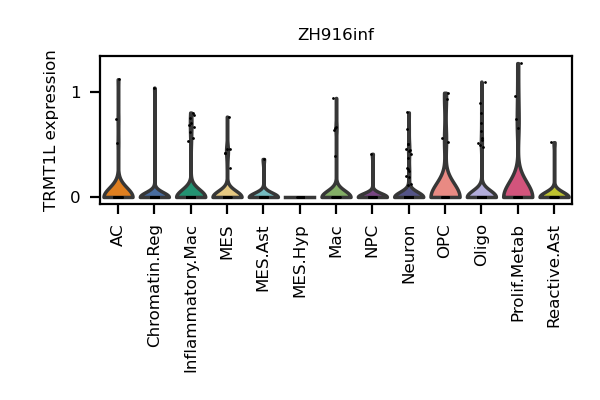 ZH916inf
TRMT1L expression
1
0
AC
Chromatin.Reg
Inflammatory.Mac
MES
MES.Ast
MES.Hyp
Mac
NPC
Neuron
OPC
Oligo
Prolif.Metab
Reactive.Ast